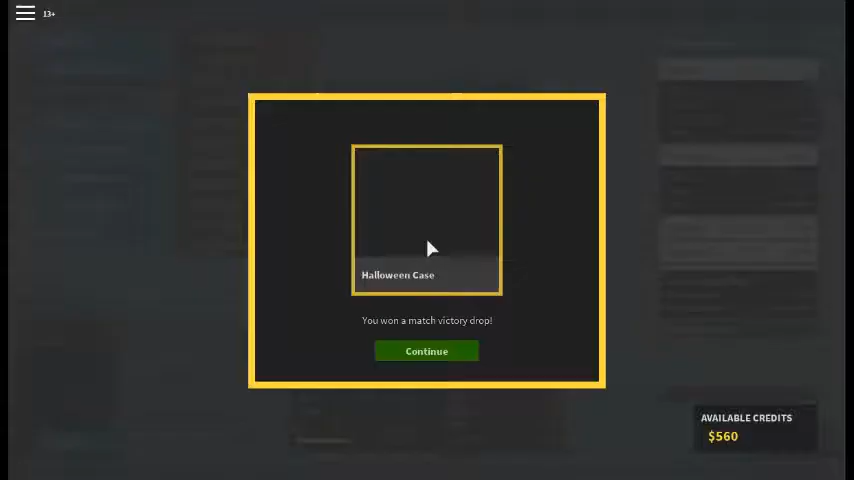 13+
Halloween Case
You won a match victory drop!
Continue
AVAILABLE CREDITS
$560